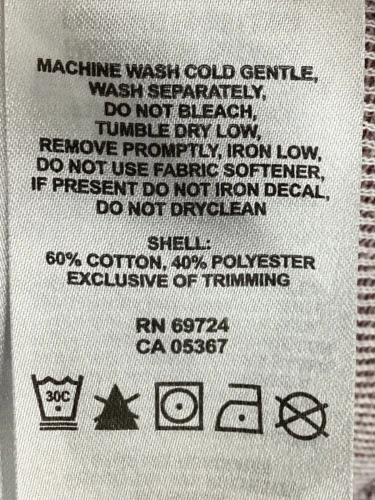 MACHINE WASH COLD GENTLE,
WASH SEPARATELY,
DO NOT BLEACH,
TUMBLE DRY LOW,
REMOVE PROMPTLY, IRON LOW,
DO NOT USE FABRIC SOFTENER,
IF PRESENT DO NOT IRON DECAL,
DO NOT DRYCLEAN
SHELL:
60% COTTON, 40% POLYESTER
EXCLUSIVE OF TRIMMING
RN 69724
CA 05367
30C